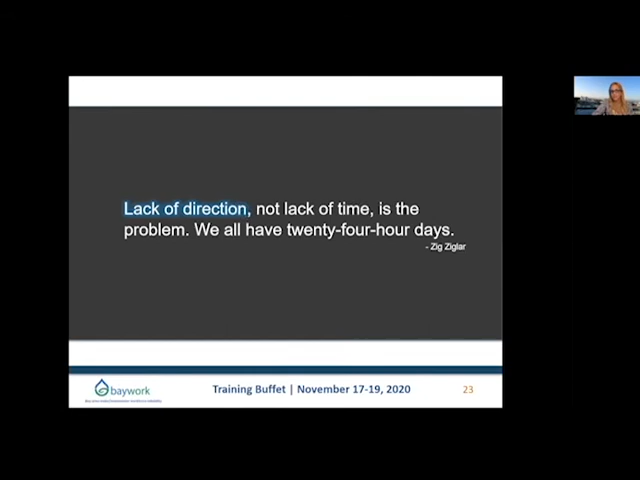 Lack of direction, not lack of time, is the
problem. We all have twenty-four-hour days.
- Zig Ziglar
baywork
Training Buffet | November 17-19, 2020
23